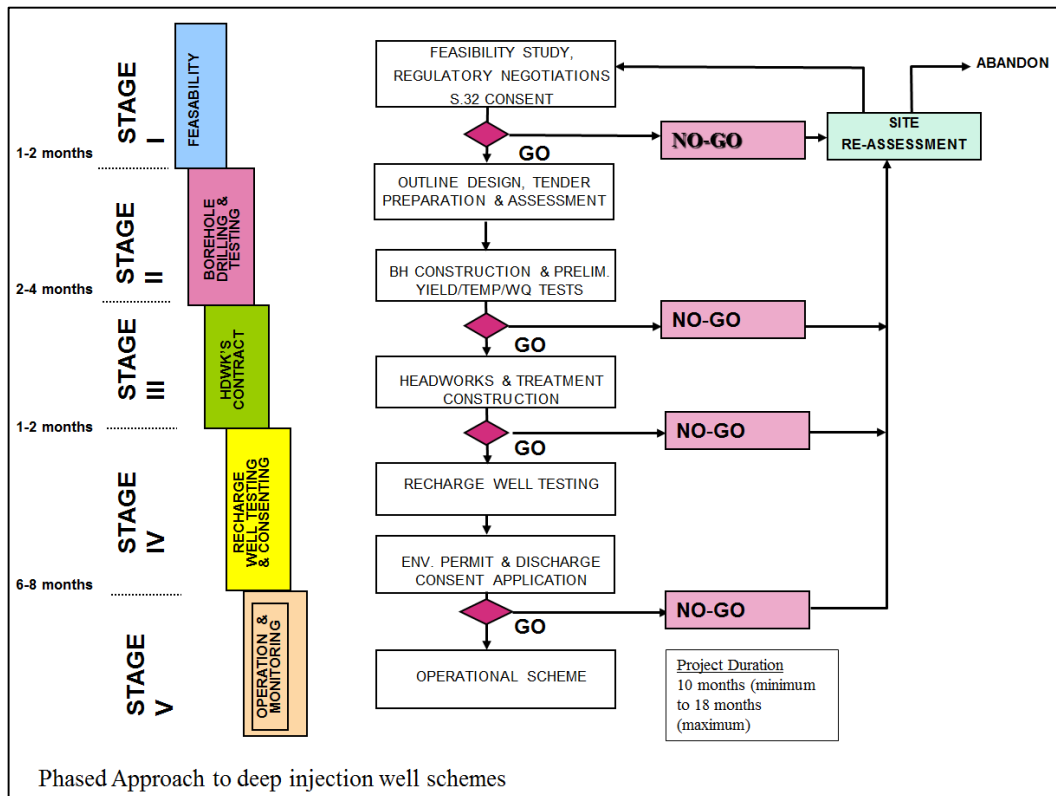 STAGE
I
FEASABILITY
1-2 months
STAGE
II
BOREHOLE
DRILLING &
TESTING
2-4 months
STAGE
III
HDWK'S
CONTRACT
1-2 months
STAGE
IV
RECHARGE
WELL TESTING
& CONSENTING
6-8 months
STAGE
V
OPERATION &
MONITORING
FEASIBILITY STUDY,
REGULATORY NEGOTIATIONS
S.32 CONSENT
ABANDON
GO
NO-GO
SITE
RE-ASSESSMENT
OUTLINE DESIGN, TENDER
PREPARATION & ASSESSMENT
BH CONSTRUCTION & PRELIM.
YIELD/TEMP/WQ TESTS
GO
NO-GO
HEADWORKS & TREATMENT
CONSTRUCTION
GO
NO-GO
RECHARGE WELL TESTING
ENV. PERMIT & DISCHARGE
CONSENT APPLICATION
GO
NO-GO
OPERATIONAL SCHEME
Project Duration
10 months (minimum
to 18 months
(maximum)
Phased Approach to deep injection well schemes